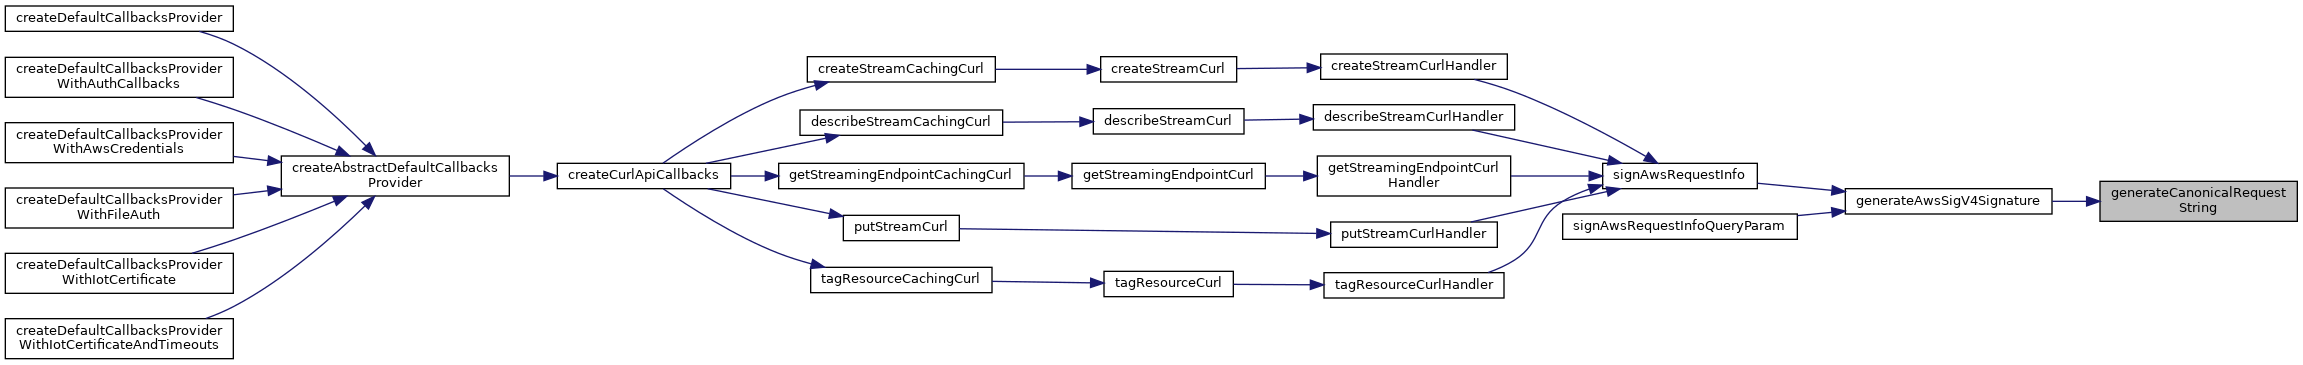 createDefaultCallbacksProvider
createDefaultCallbacksProvider
WithAuthCallbacks
createDefaultCallbacksProvider
WithAwsCredentials
createDefaultCallbacksProvider
WithFileAuth
createDefaultCallbacksProvider
WithIotCertificate
createDefaultCallbacksProvider
WithIotCertificateAndTimeouts
createAbstractDefaultCallbacks
Provider
createCurlApiCallbacks
createStreamCachingCurl
describeStreamCachingCurl
getStreamingEndpointCachingCurl
putStreamCurl
tagResourceCachingCurl
createStreamCurl
describeStreamCurl
getStreamingEndpointCurl
tagResourceCurl
createStreamCurlHandler
describeStreamCurlHandler
getStreamingEndpointCurl
Handler
putStreamCurlHandler
tagResourceCurlHandler
signAwsRequestInfo
signAwsRequestInfoQueryParam
generateAwsSigV4Signature
generateCanonicalRequest
String